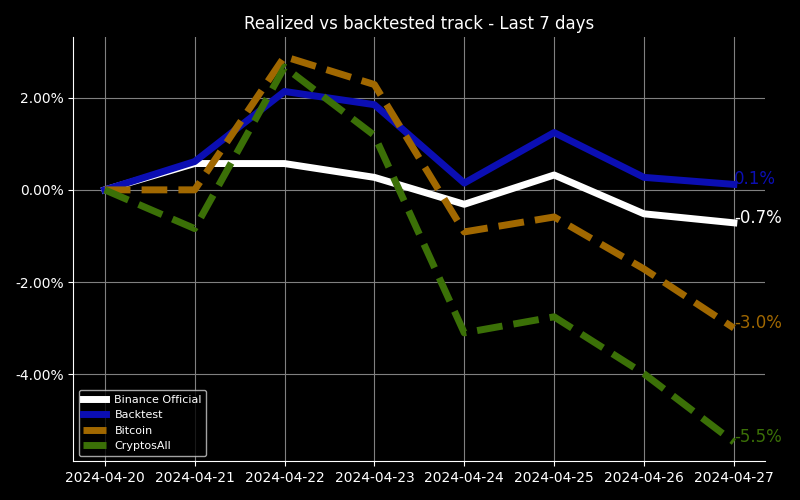 Realized vs backtested track - Last 7 days
2.00%
0.00%
-2.00%
-4.00%
0.1%
-0.7%
-3.0%
-5.5%
Binance Official
Backtest
Bitcoin
CryptosAll
2024-04-20 2024-04-21 2024-04-22 2024-04-23 2024-04-24 2024-04-25 2024-04-26 2024-04-27